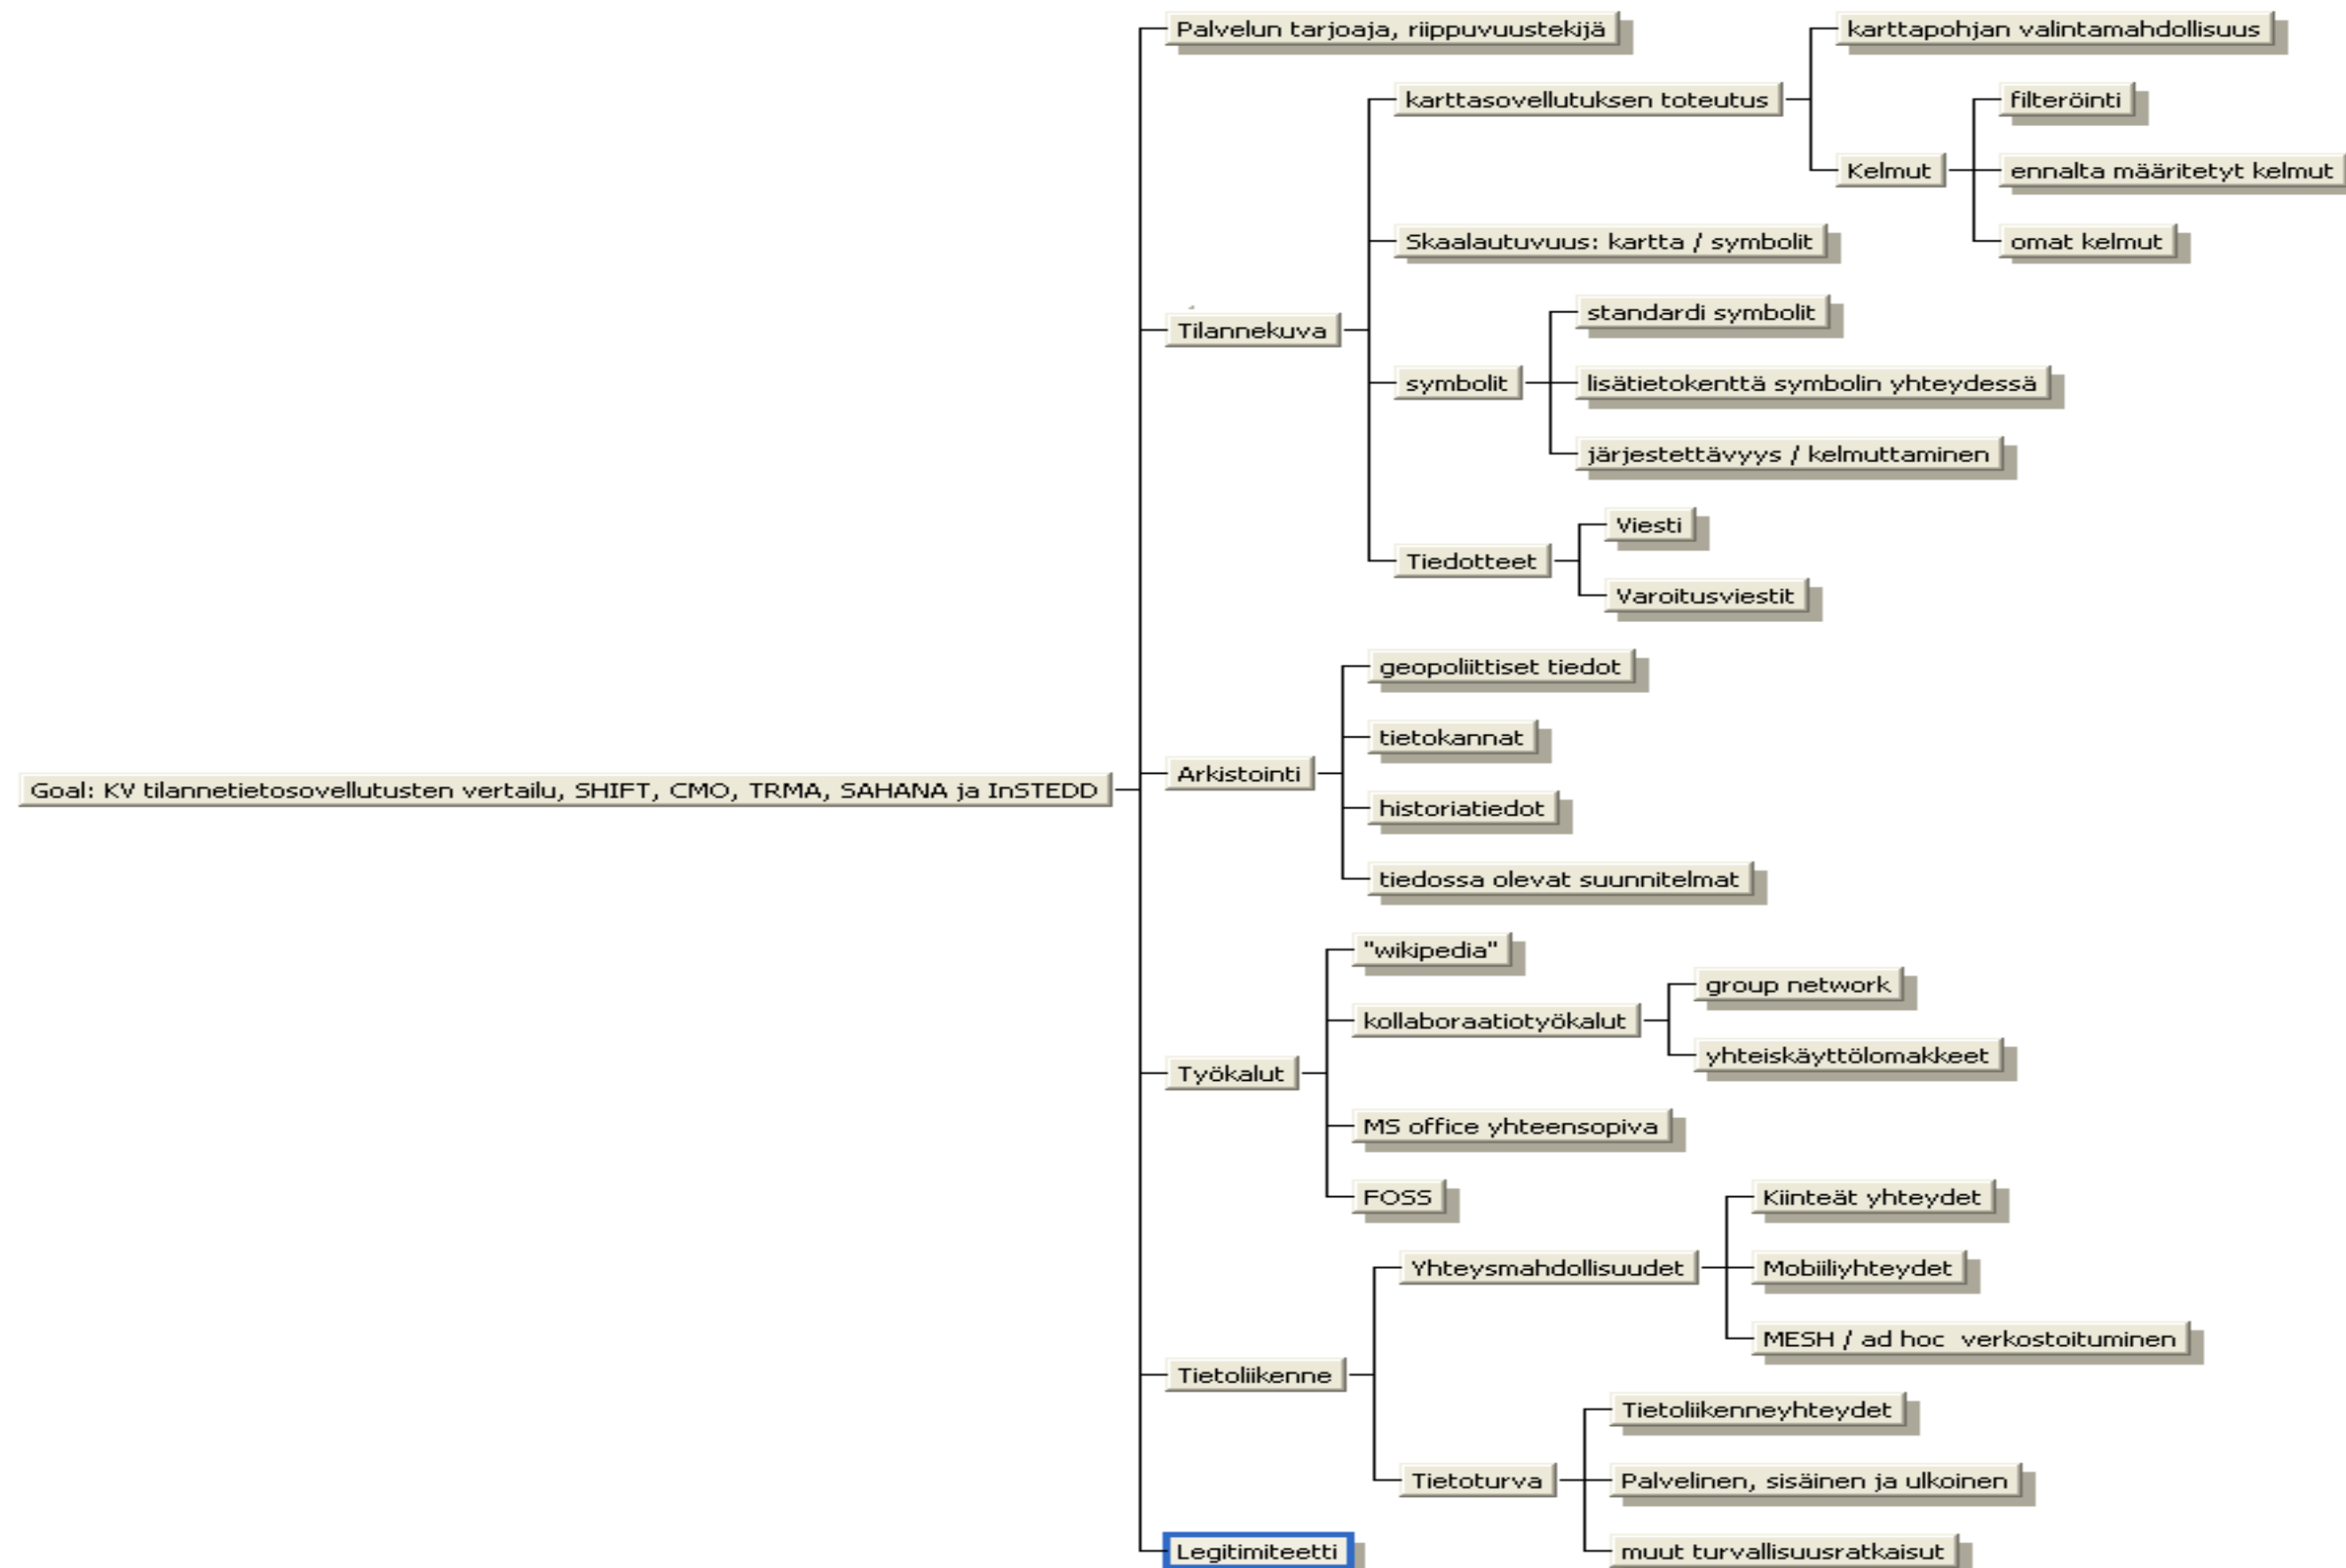 Palvelun tarjoaja, riippuvuustekijä
karttapohjan valintamahdollisuus
karttasovellutuksen toteutus
filteröinti
Kelmut
ennalta määritetyt kelmut
Skaalautuvuus: kartta / symbolit
omat kelmut
standardi symbolit
Tilannekuva
symbolit
lisätietokenttä symbolin yhteydessä
järjestettävyys / kelmuttaminen
Viesti
Tiedotteet
Varoitusviestit
geopoliittiset tiedot
tietokannat
Arkistointi
Goal: KV tilannetietosovellutusten vertailu, SHIFT, CMO, TRMA, SAHANA ja InSTEDD
historiatiedot
tiedossa olevat suunnitelmat
"wikipedia"
group network
kollaboraatiotyökalut
yhteiskäyttölomakkeet
Työkalut
MS office yhteensopiva
FOSS
Kiinteät yhteydet
Yhteysmahdollisuudet
Mobiiliyhteydet
MESH / ad hoc  verkostoituminen
Tietoliikenne
Tietoliikenneyhteydet
Tietoturva
Palvelinen, sisäinen ja ulkoinen
Legitimiteetti
muut turvallisuusratkaisut